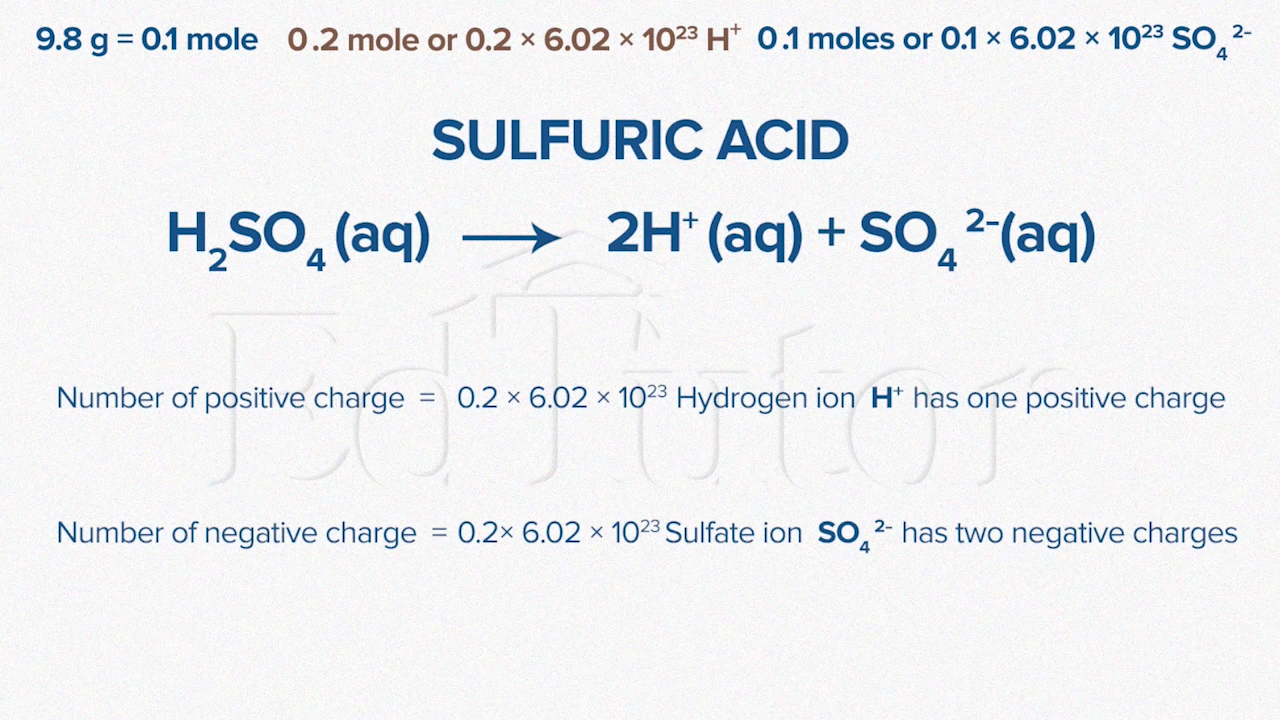 9.8 g = 0.1 mole 0.2 mole or 0.2 × 6.02 × 10²³ H⁺ 0.1 moles or 0.1 × 6.02 × 10²³ SO₄²⁻
SULFURIC ACID
H₂SO₄ (aq) ⟶ 2H⁺ (aq) + SO₄ ²⁻(aq)
EdTutor
Number of positive charge = 0.2 × 6.02 × 10²³ Hydrogen ion H⁺ has one positive charge
Number of negative charge = 0.2× 6.02 × 10²³ Sulfate ion SO₄ ²⁻ has two negative charges